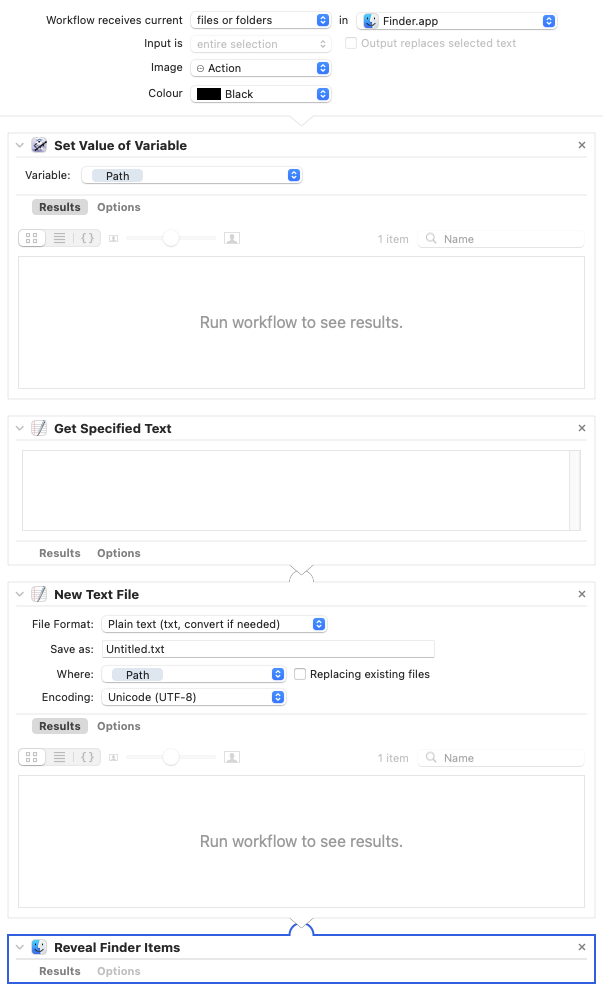 Workflow receives current files or folders in Finder.app
Input is entire selection Output replaces selected text
Image Action
Colour Black
Set Value of Variable
Variable: Path
Results Options
1 item Name
Run workflow to see results.
Get Specified Text
Results Options
New Text File
File Format: Plain text (txt, convert if needed)
Save as: Untitled.txt
Where: Path Replacing existing files
Encoding: Unicode (UTF-8)
Results Options
1 item Name
Run workflow to see results.
Reveal Finder Items
Results Options